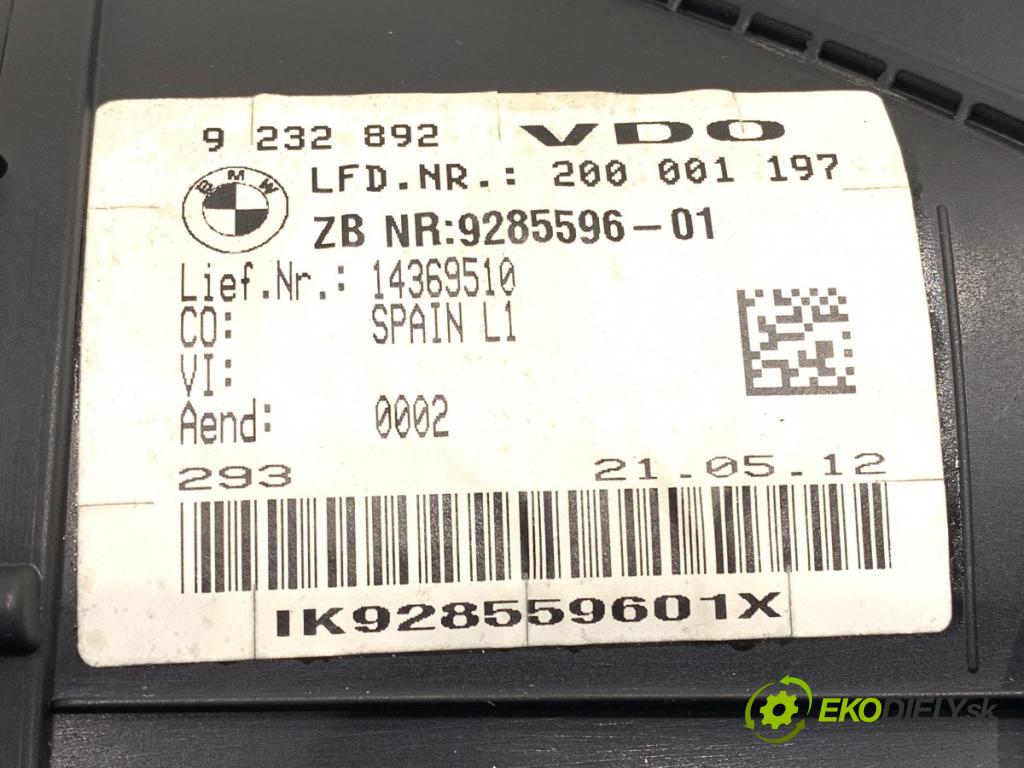 9 232 892 VDO
BMW
LFD.NR.: 200 001 197
ZB NR:9285596-01
Lief.Nr.: 14369510
CO: SPAIN L1
VI:
Aend: 0002
293 21.05.12
IK928559601X
EKODIELY.sk